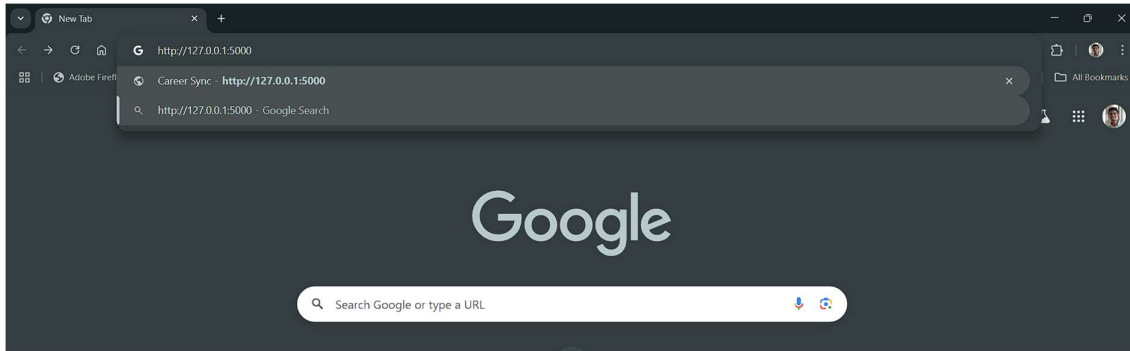 New Tab
http://127.0.0.1:5000
Adobe Firefl
All Bookmarks
Career Sync - http://127.0.0.1:5000
http://127.0.0.1:5000 - Google Search
Google
Search Google or type a URL